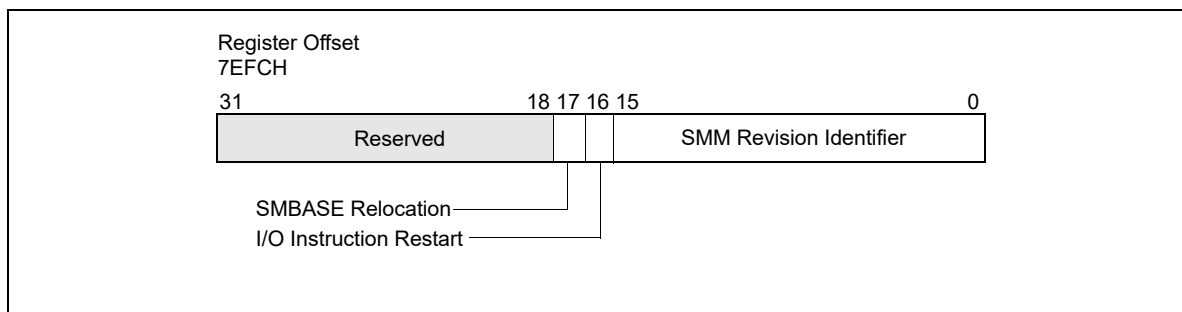 Register Offset
7EFCH
31 18 17 16 15 0
Reserved SMM Revision Identifier
SMBASE Relocation
I/O Instruction Restart